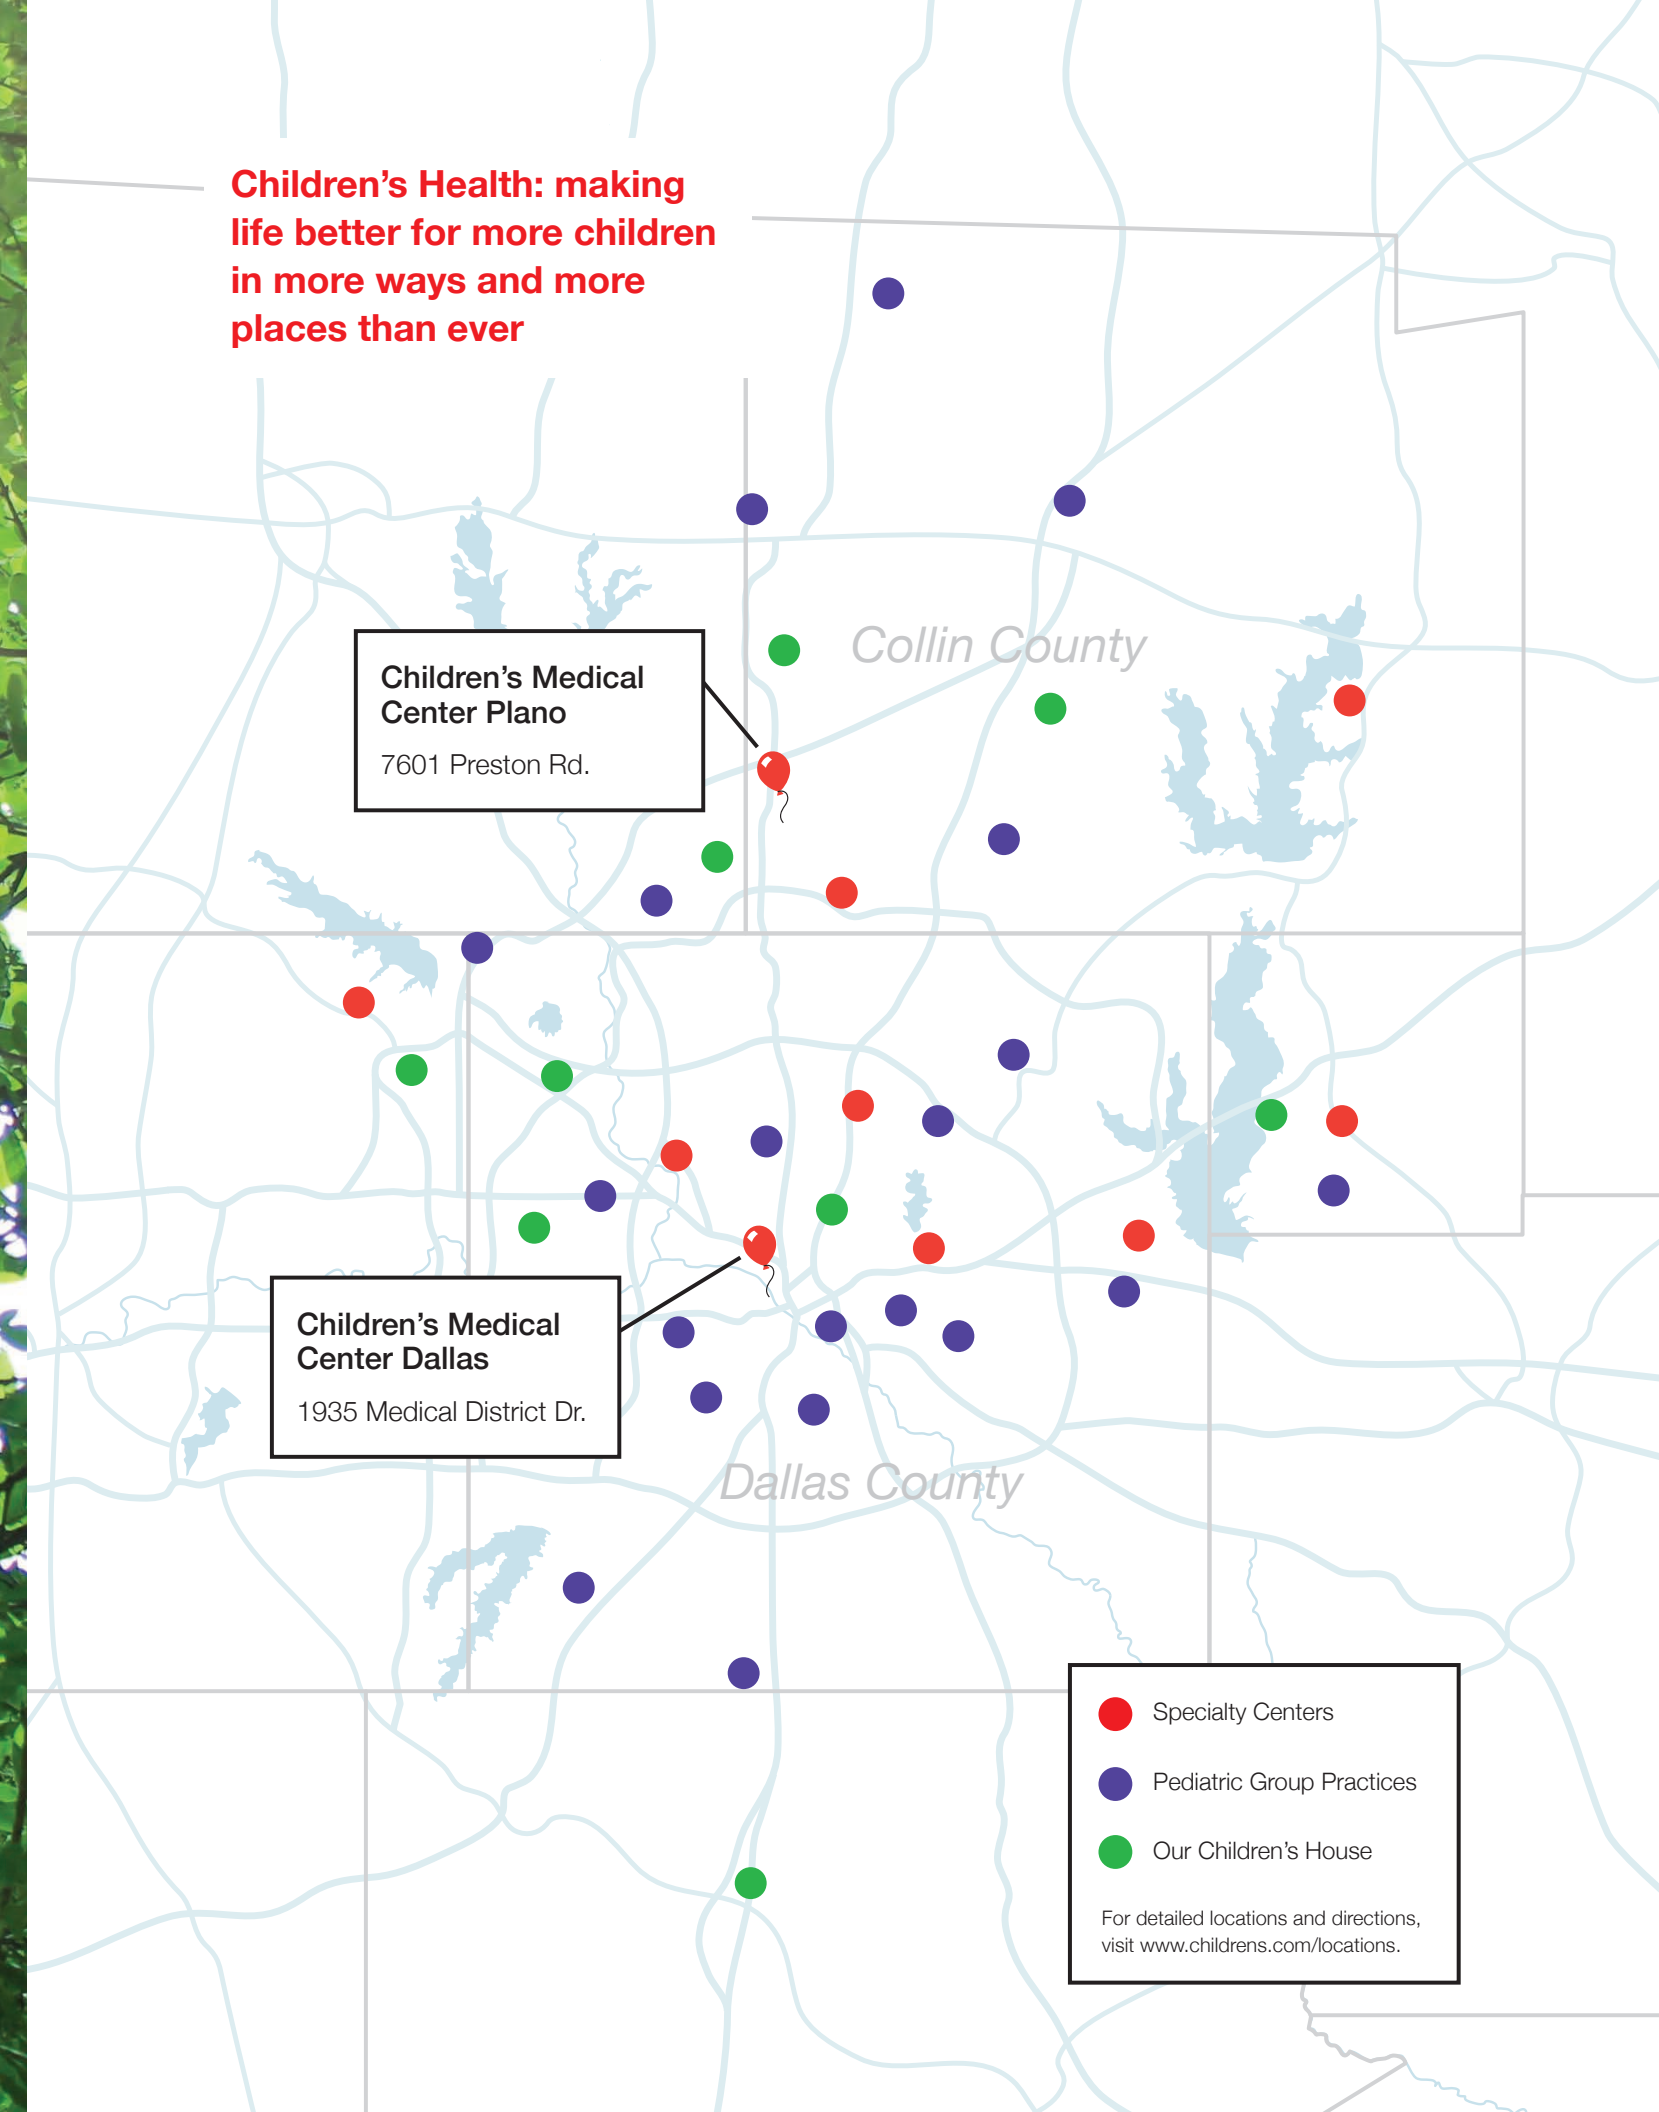 Children’s Health: making
life better for more children
in more ways and more
places than ever
Collin County
Children’s Medical
Center Plano
7601 Preston Rd.
Children’s Medical
Center Dallas
1935 Medical District Dr.
Dallas County
Specialty Centers
Pediatric Group Practices
Our Children’s House
For detailed locations and directions,
visit www.childrens.com/locations.